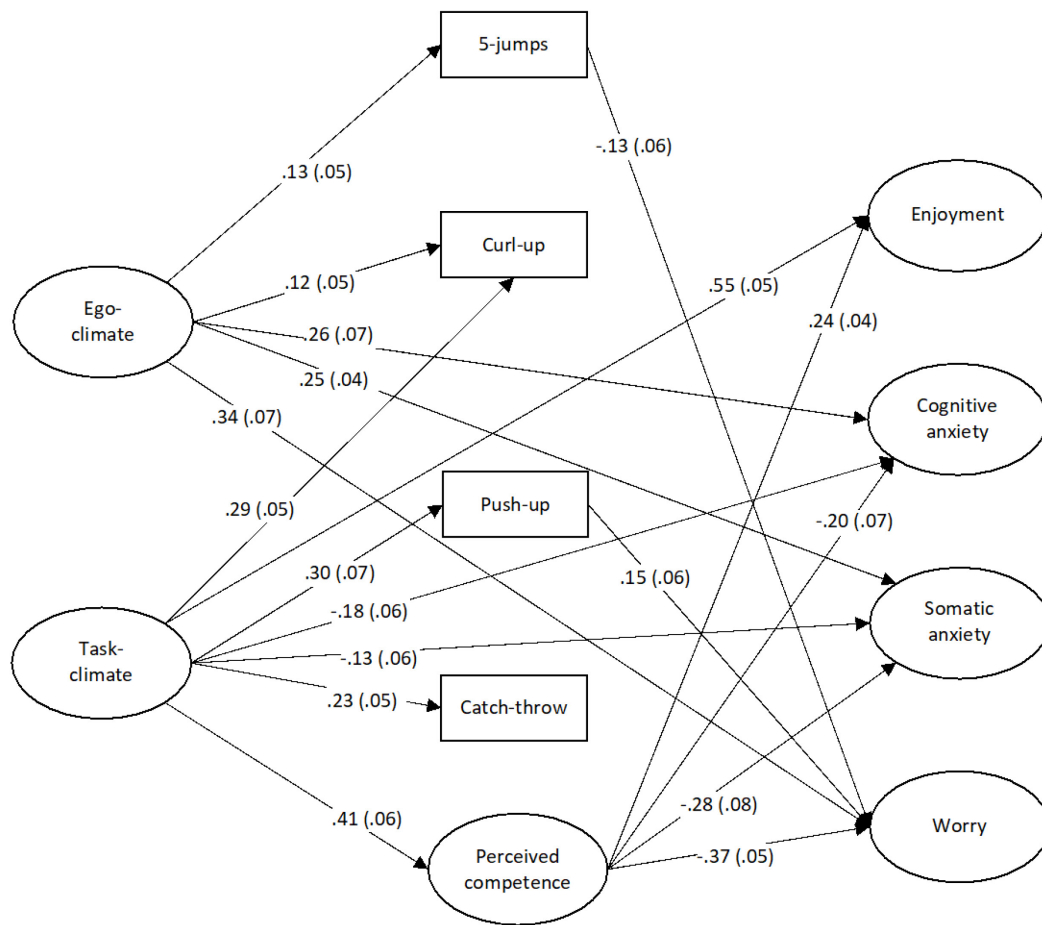 5-jumps
-.13 (.06)
.13 (.05)
Enjoyment
Curl-up
.12 (.05)
.55 (.05)
Ego-
climate
.24 (.04)
.26 (.07)
.25 (.04)
.34 (.07)
Cognitive
anxiety
.29 (.05)
Push-up
-.20 (.07)
.30 (.07)
.15 (.06)
-.18 (.06)
Somatic
anxiety
Task-
climate
-.13 (.06)
.23 (.05)
Catch-throw
-.28 (.08)
.41 (.06)
Worry
-.37 (.05)
Perceived
competence